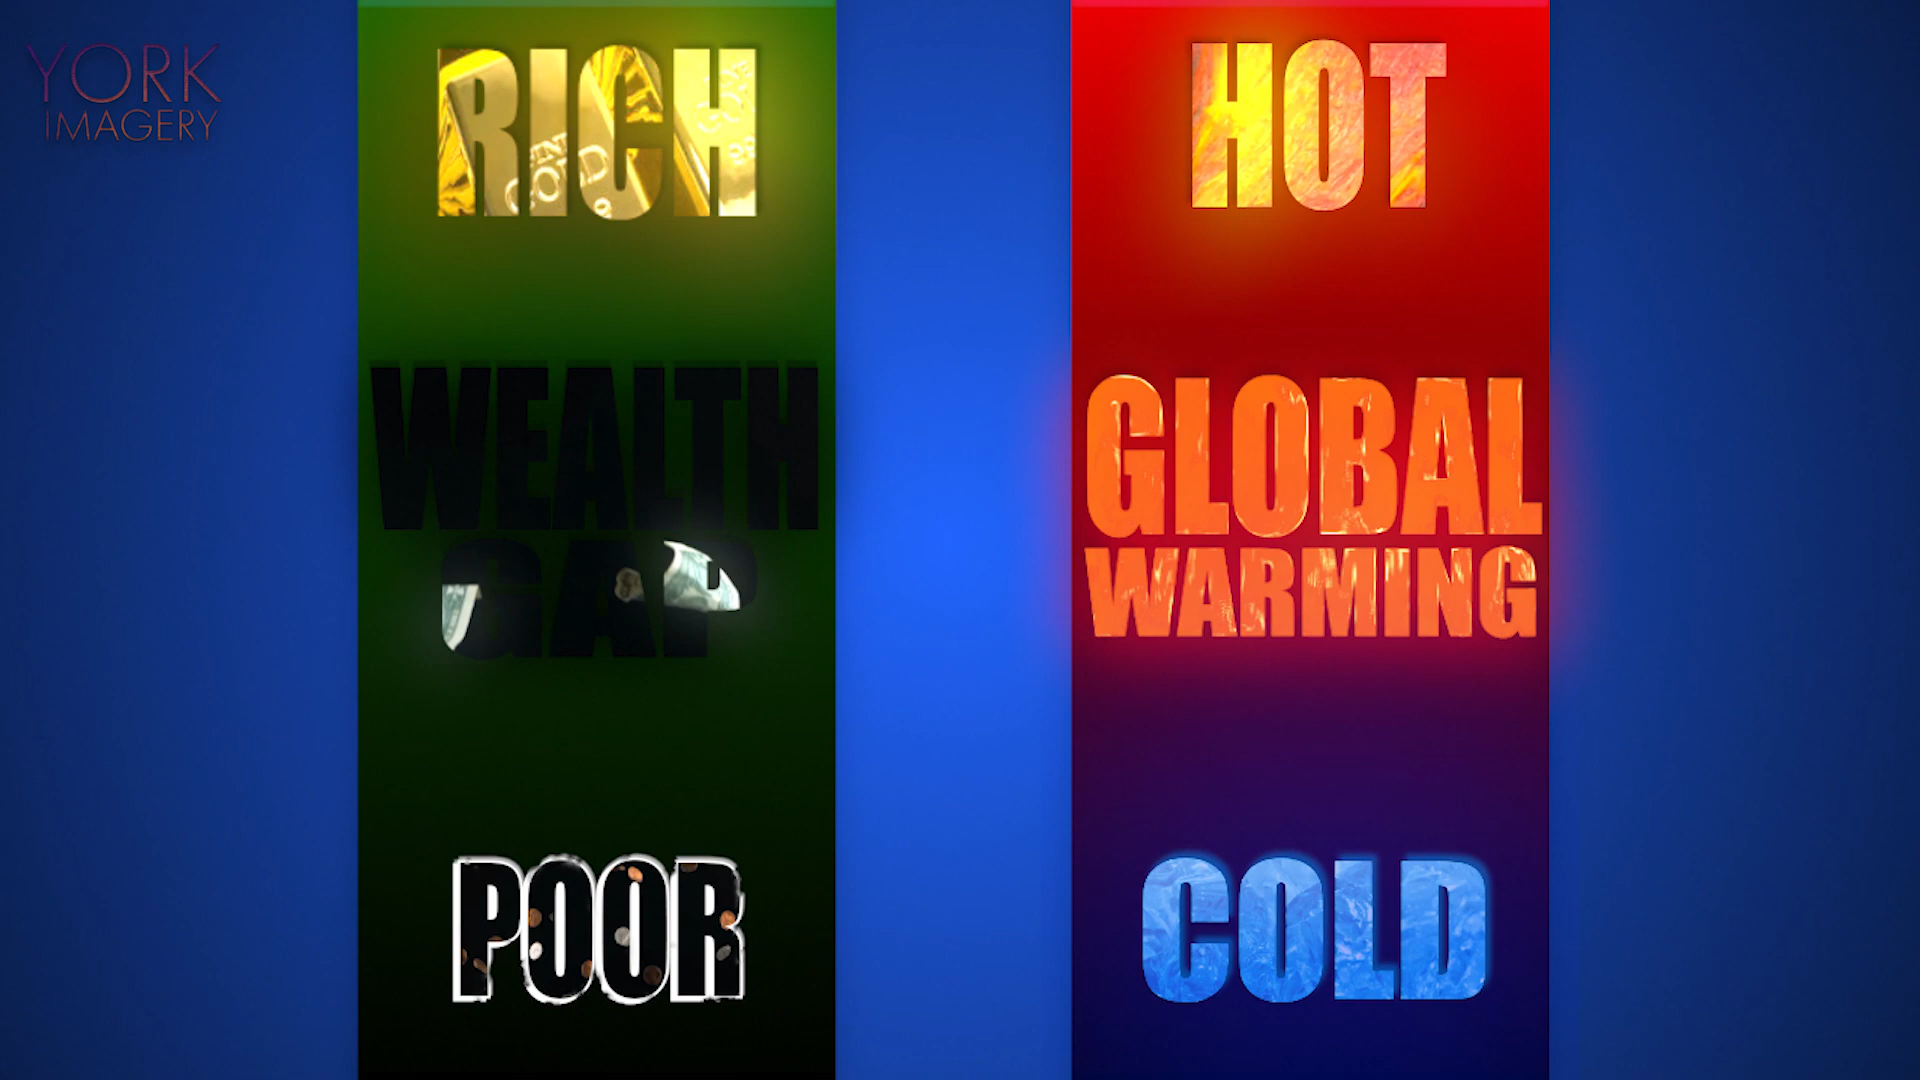 YORK
IMAGERY
RICH
WEALTH
GAP
POOR
HOT
GLOBAL
WARMING
COLD